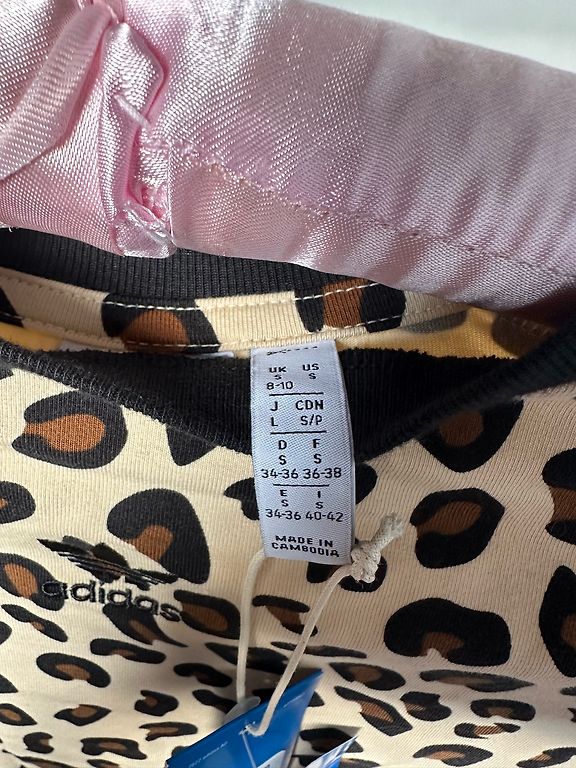 UK US
S S
8-10
J CDN
L S/P
D F
S S
34-36 36-38
E I
S S
34-36 40-42
MADE IN
CAMBODIA
adidas